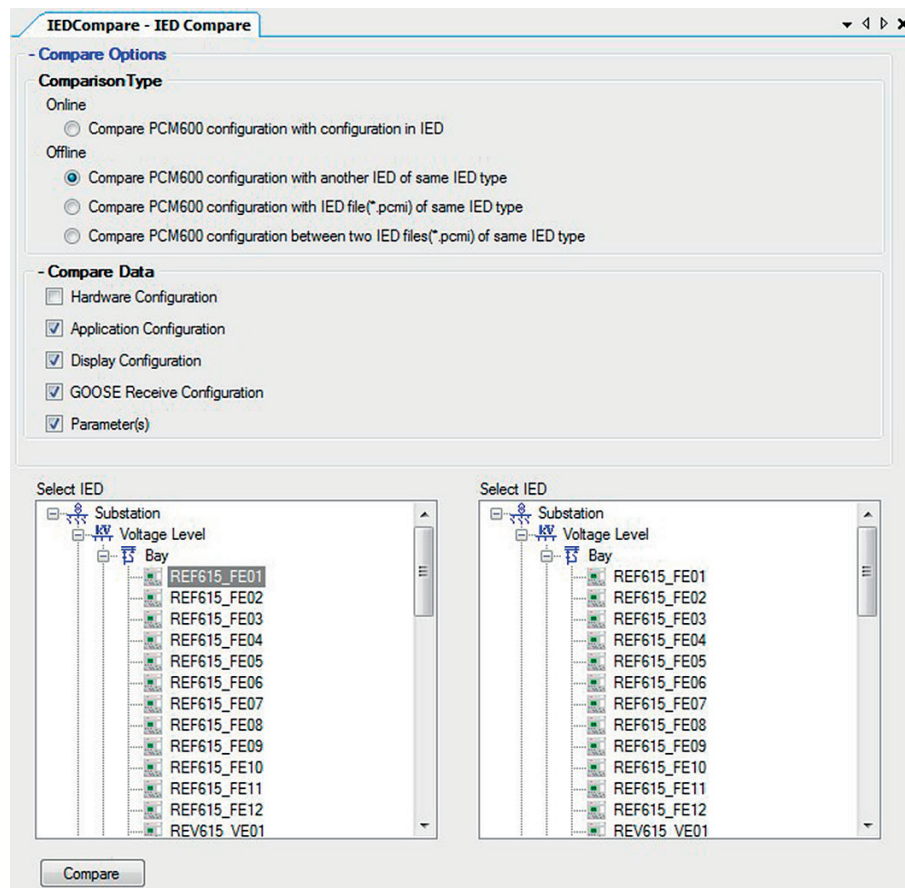 IEDCompare - IED Compare
- Compare Options
Comparison Type
Online
Compare PCM600 configuration with configuration in IED
Offline
Compare PCM600 configuration with another IED of same IED type
Compare PCM600 configuration with IED file(*.pcmi) of same IED type
Compare PCM600 configuration between two IED files(*.pcmi) of same IED type
- Compare Data
Hardware Configuration
Application Configuration
Display Configuration
GOOSE Receive Configuration
Parameter(s)
Select IED
Substation
KV Voltage Level
Bay
REF615_FE01
REF615_FE02
REF615_FE03
REF615_FE04
REF615_FE05
REF615_FE06
REF615_FE07
REF615_FE08
REF615_FE09
REF615_FE10
REF615_FE11
REF615_FE12
REV615_VE01
Select IED
Substation
KV Voltage Level
Bay
REF615_FE01
REF615_FE02
REF615_FE03
REF615_FE04
REF615_FE05
REF615_FE06
REF615_FE07
REF615_FE08
REF615_FE09
REF615_FE10
REF615_FE11
REF615_FE12
REV615_VE01
Compare